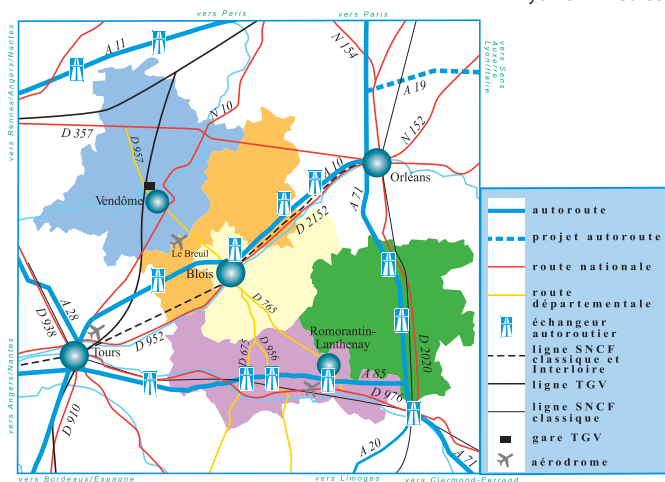 vers Paris
vers Paris
A 11
N 154
vers Sens
Auxerre
Lyon/Italie
vers Rennes/Angers/Nantes
A 19
N 10
N 152
D 357
D 957
A 10
Orléans
Vendôme
A 71
D 2152
Le Breuil
Blois
A 28
D 765
D 938
D 952
Romorantin-
Lanthenay
Tours
D 675
D 956
D 2020
A 85
D 976
vers Angers/Nantes
D 910
A 20
A 71
vers Bordeaux/Espagne
vers Limoges
vers Clermond-Ferrand
autoroute
projet autoroute
route nationale
route
départementale
échangeur
autoroutier
ligne SNCF
classique et
Interloire
ligne TGV
ligne SNCF
classique
gare TGV
aérodrome